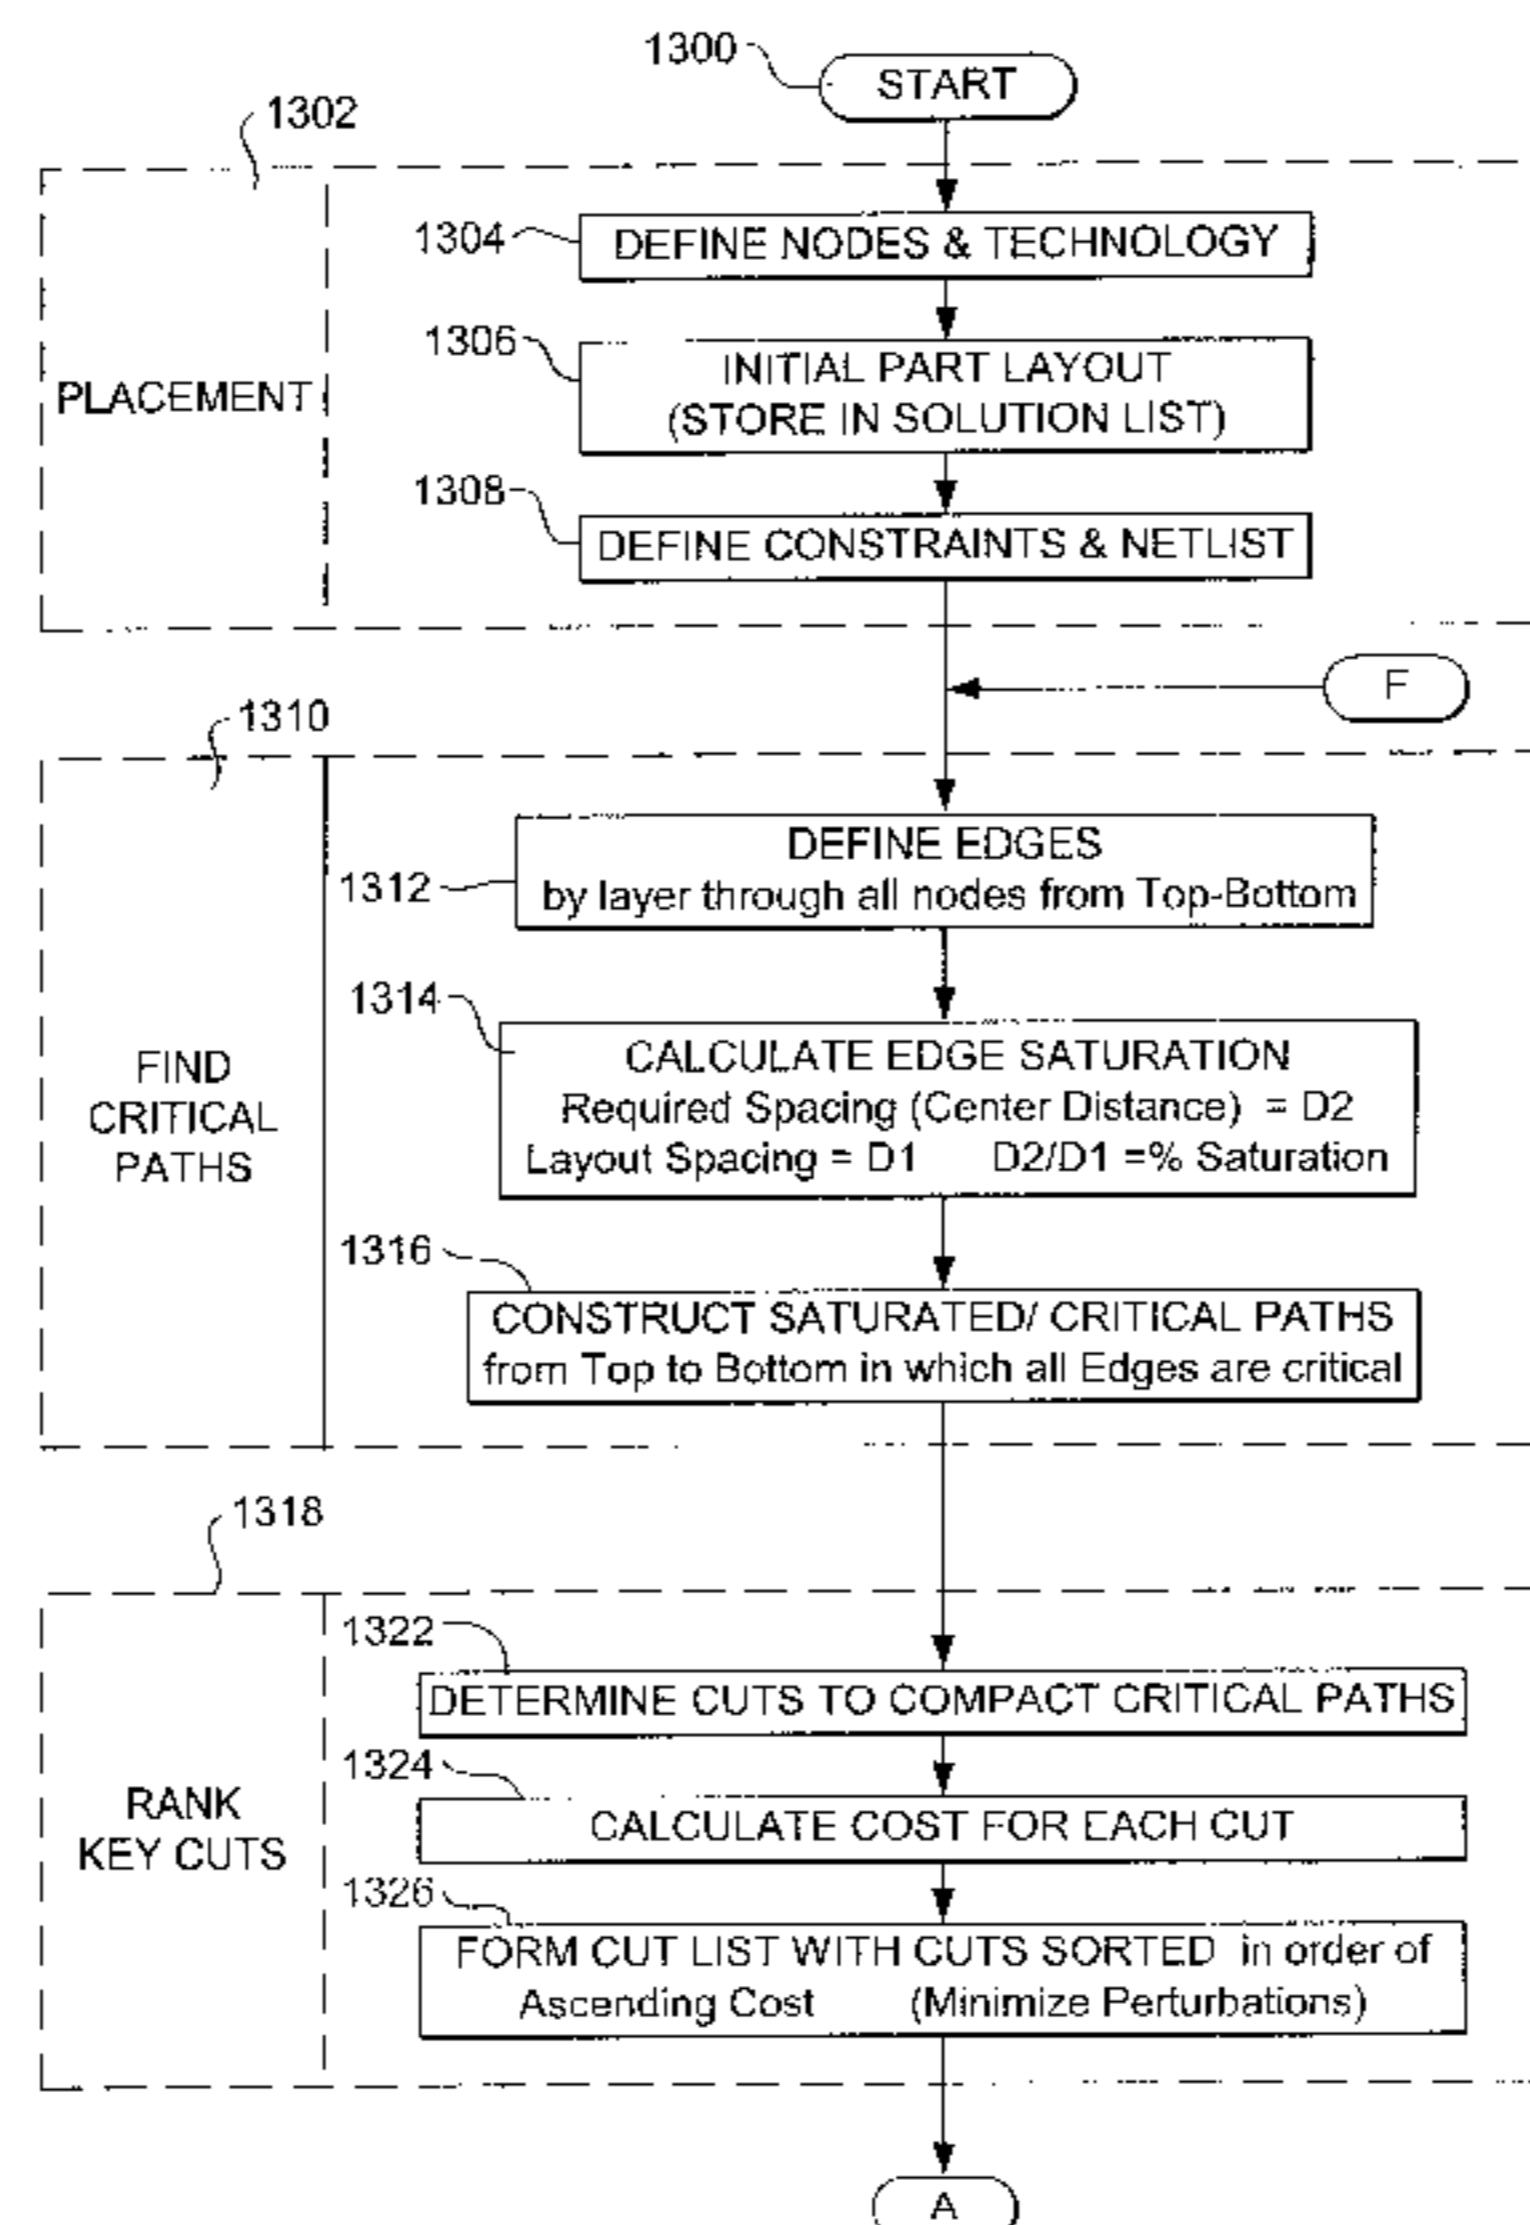 1300
START
1302
1304
DEFINE NODES & TECHNOLOGY
1306
INITIAL PART LAYOUT
(STORE IN SOLUTION LIST)
PLACEMENT
1308
DEFINE CONSTRAINTS & NETLIST
F
1310
DEFINE EDGES
1312
by layer through all nodes from Top-Bottom
1314
CALCULATE EDGE SATURATION
Required Spacing (Center Distance) = D2
Layout Spacing = D1 D2/D1 =% Saturation
FIND
CRITICAL
PATHS
1316
CONSTRUCT SATURATED/ CRITICAL PATHS
from Top to Bottom in which all Edges are critical
1318
1322
DETERMINE CUTS TO COMPACT CRITICAL PATHS
1324
CALCULATE COST FOR EACH CUT
RANK
KEY CUTS
1326
FORM CUT LIST WITH CUTS SORTED in order of
Ascending Cost (Minimize Perturbations)
A